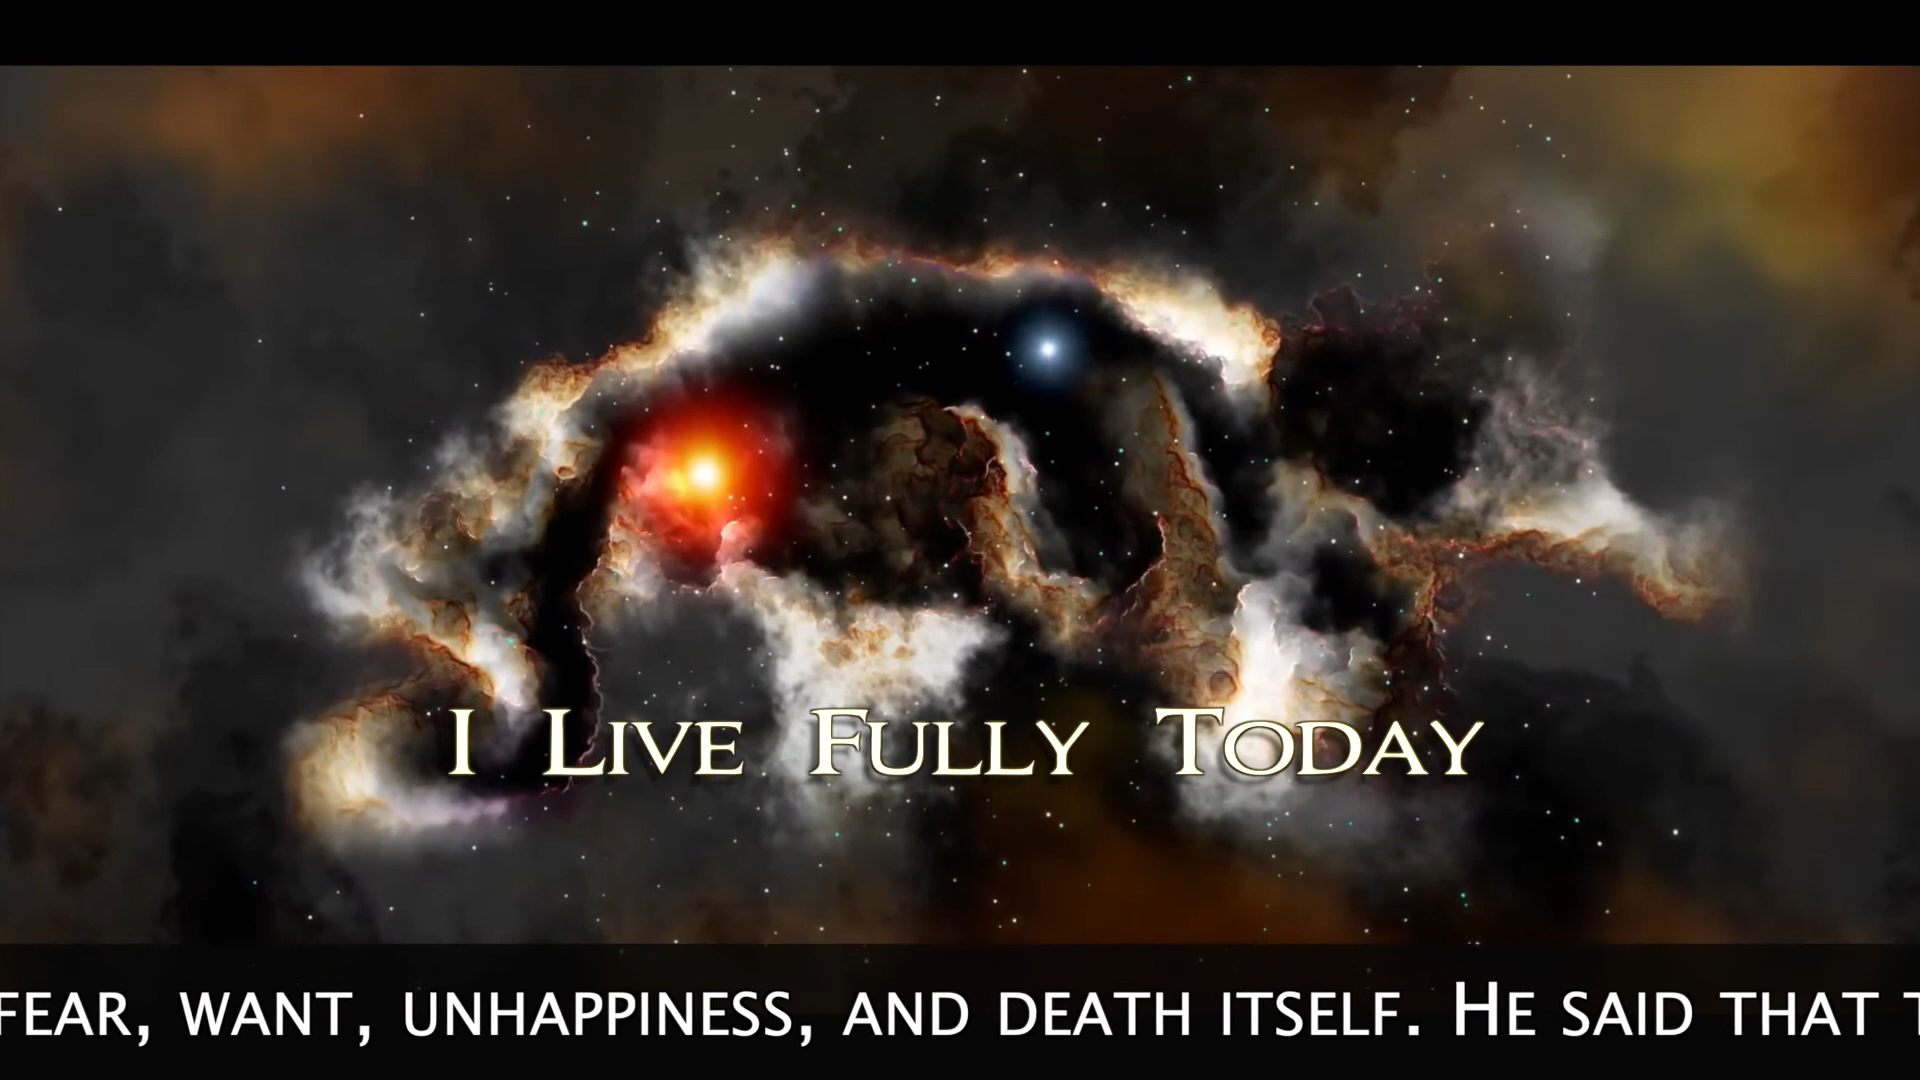 I Live Fully Today
fear, want, unhappiness, and death itself. He said that